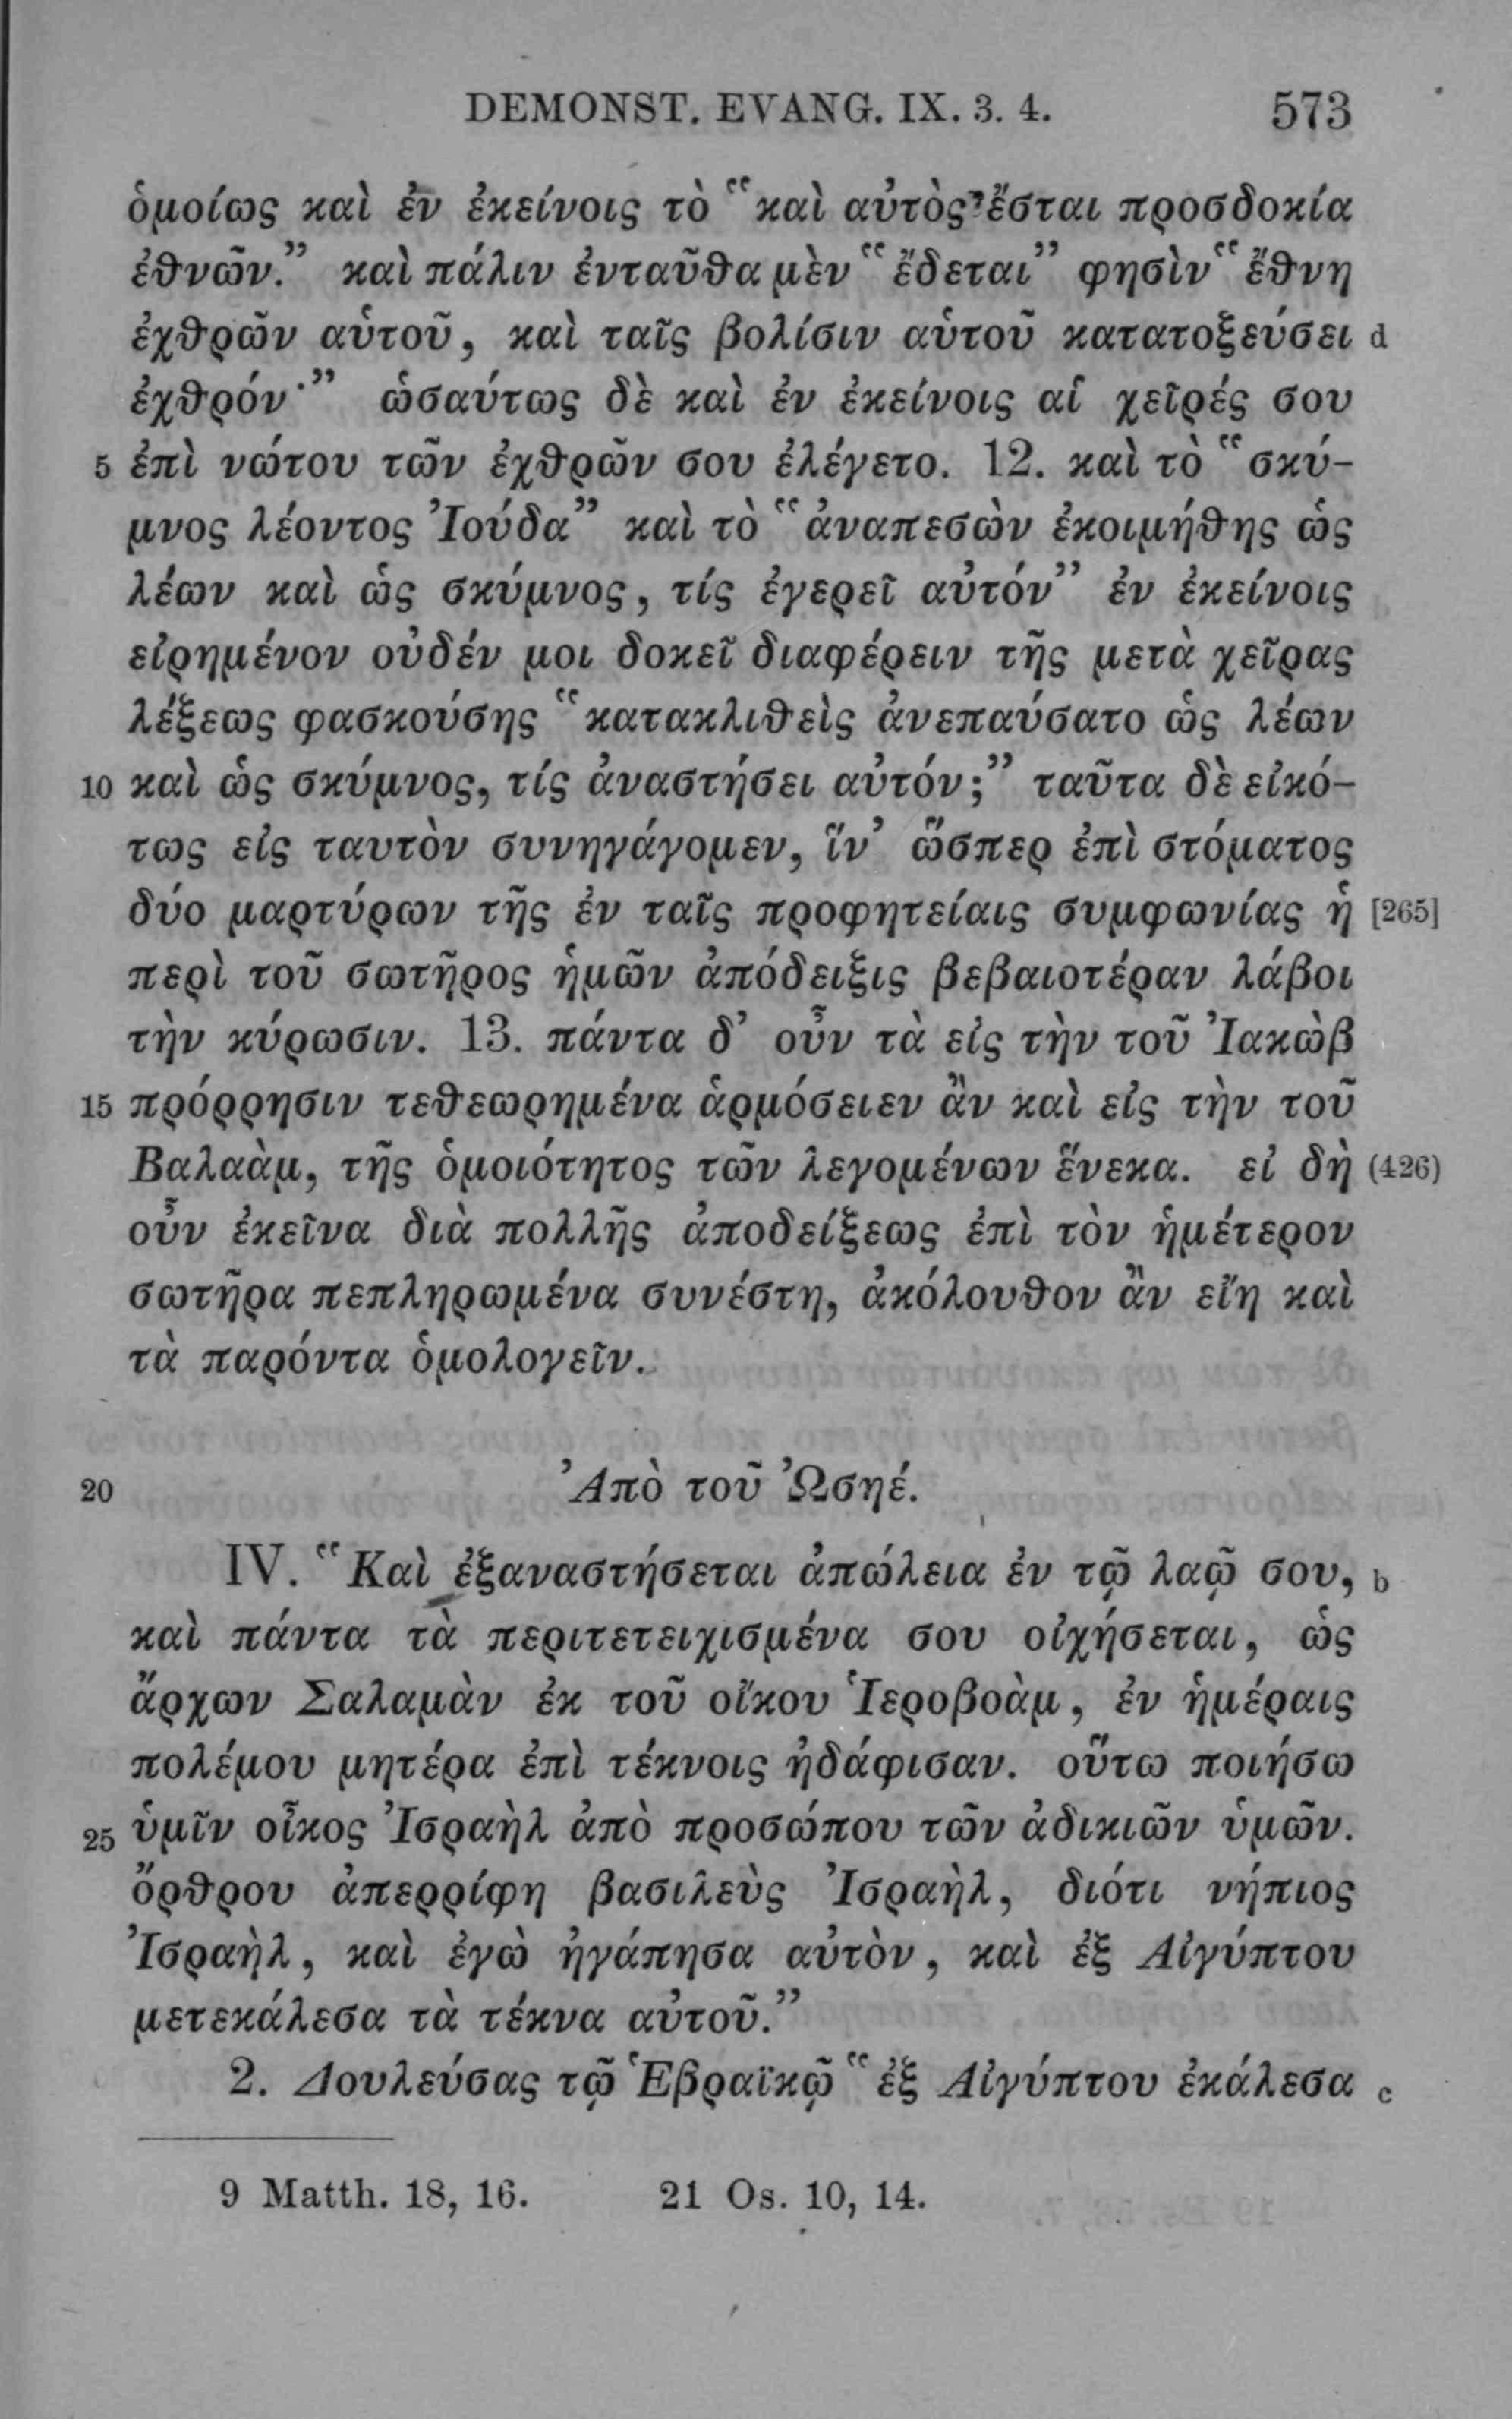 DEMONST. EVANG. IX. 3. 4. 573
ὁμοίως καὶ ἐν ἐκείνοις τὸ “καὶ αὐτὸς ἔσται προσδοκία
ἐθνῶν.” καὶ πάλιν ἐνταῦθα μὲν “ἔδεται” φησὶν “ἔθνη
ἐχθρῶν αὑτοῦ, καὶ ταῖς βολίσιν αὑτοῦ κατατοξεύσει d
ἐχθρόν·” ὡσαύτως δὲ καὶ ἐν ἐκείνοις αἱ χεῖρές σου
5 ἐπὶ νώτου τῶν ἐχθρῶν σου ἐλέγετο. 12. καὶ τὸ “σκύ-
μνος λέοντος Ἰούδα” καὶ τὸ “ἀναπεσὼν ἐκοιμήθης ὡς
λέων καὶ ὡς σκύμνος, τίς ἐγερεῖ αὐτόν” ἐν ἐκείνοις
εἰρημένον οὐδέν μοι δοκεῖ διαφέρειν τῆς μετὰ χεῖρας
λέξεως φασκούσης “κατακλιθεὶς ἀνεπαύσατο ὡς λέων
10 καὶ ὡς σκύμνος, τίς ἀναστήσει αὐτόν;” ταῦτα δὲ εἰκό-
τως εἰς ταυτὸν συνηγάγομεν, ἵν’ ὥσπερ ἐπὶ στόματος
δύο μαρτύρων τῆς ἐν ταῖς προφητείαις συμφωνίας ἡ [265]
περὶ τοῦ σωτῆρος ἡμῶν ἀπόδειξις βεβαιοτέραν λάβοι
τὴν κύρωσιν. 13. πάντα δ’ οὖν τὰ εἰς τὴν τοῦ Ἰακὼβ
15 πρόρρησιν τεθεωρημένα ἁρμόσειεν ἂν καὶ εἰς τὴν τοῦ
Βαλαὰμ, τῆς ὁμοιότητος τῶν λεγομένων ἕνεκα. εἰ δὴ (426)
οὖν ἐκεῖνα διὰ πολλῆς ἀποδείξεως ἐπὶ τὸν ἡμέτερον
σωτῆρα πεπληρωμένα συνέστη, ἀκόλουθον ἂν εἴη καὶ
τὰ παρόντα ὁμολογεῖν.
20 Ἀπὸ τοῦ Ὠσηέ.
IV. “Καὶ ἐξαναστήσεται ἀπώλεια ἐν τῷ λαῷ σου, b
καὶ πάντα τὰ περιτετειχισμένα σου οἰχήσεται, ὡς
ἄρχων Σαλαμὰν ἐκ τοῦ οἴκου Ἱεροβοὰμ, ἐν ἡμέραις
πολέμου μητέρα ἐπὶ τέκνοις ἠδάφισαν. οὕτω ποιήσω
25 ὑμῖν οἶκος Ἰσραὴλ ἀπὸ προσώπου τῶν ἀδικιῶν ὑμῶν.
ὄρθρου ἀπερρίφη βασιλεὺς Ἰσραὴλ, διότι νήπιος
Ἰσραὴλ, καὶ ἐγὼ ἠγάπησα αὐτὸν, καὶ ἐξ Αἰγύπτου
μετεκάλεσα τὰ τέκνα αὐτοῦ.”
2. Δουλεύσας τῷ Ἑβραϊκῷ “ἐξ Αἰγύπτου ἐκάλεσα c
9 Matth. 18, 16. 21 Os. 10, 14.